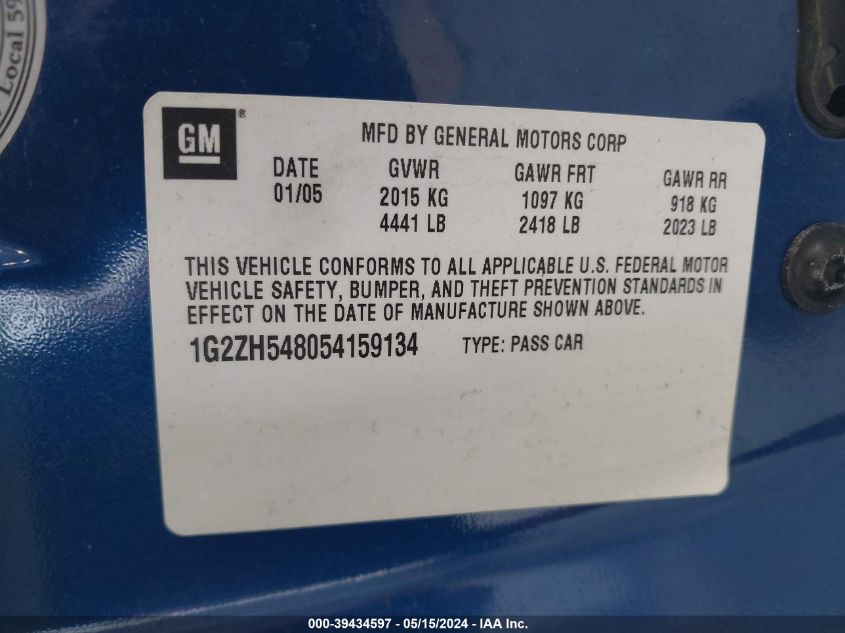 Local 59
GM®
MFD BY GENERAL MOTORS CORP
DATE GVWR GAWR FRT GAWR RR
01/05 2015 KG 1097 KG 918 KG
4441 LB 2418 LB 2023 LB
THIS VEHICLE CONFORMS TO ALL APPLICABLE U.S. FEDERAL MOTOR
VEHICLE SAFETY, BUMPER, AND THEFT PREVENTION STANDARDS IN
EFFECT ON THE DATE OF MANUFACTURE SHOWN ABOVE.
1G2ZH548054159134 TYPE: PASS CAR
000-39434597 - 05/15/2024 - IAA Inc.